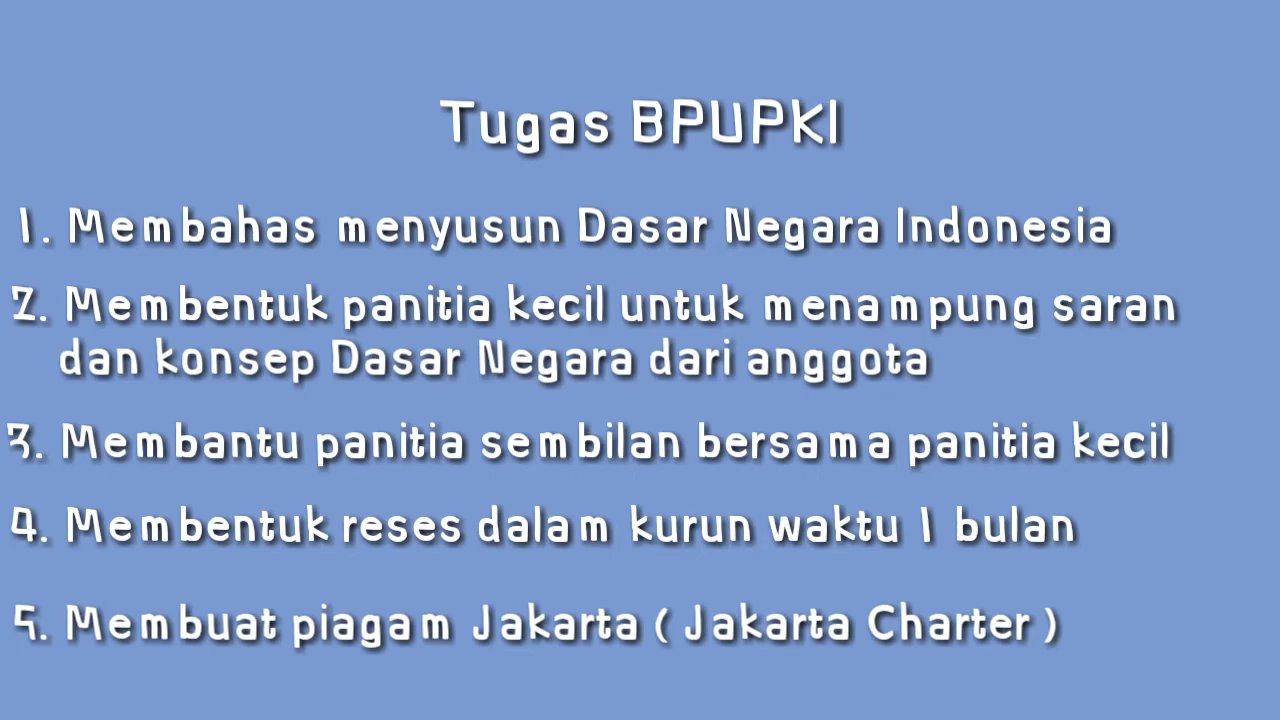 Tugas BPUPKI
1. Membahas menyusun Dasar Negara Indonesia
2. Membentuk panitia kecil untuk menampung saran
dan konsep Dasar Negara dari anggota
3. Membantu panitia sembilan bersama panitia kecil
4. Membentuk reses dalam kurun waktu 1 bulan
5. Membuat piagam Jakarta ( Jakarta Charter )